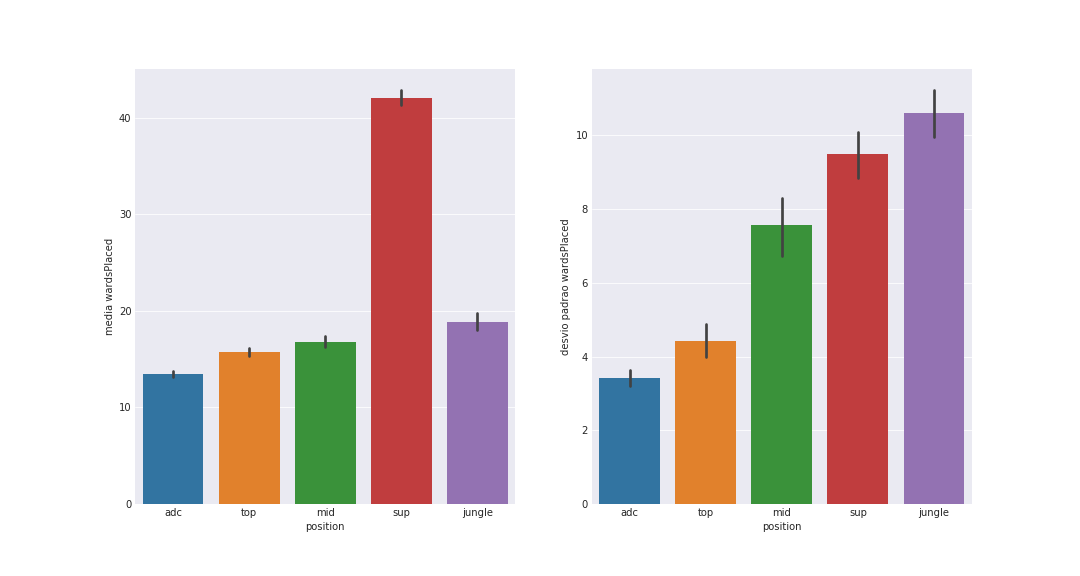 media wardsPlaced
40
30
20
10
0
adc top mid sup jungle
position
desvio padrao wardsPlaced
10
8
6
4
2
0
adc top mid sup jungle
position